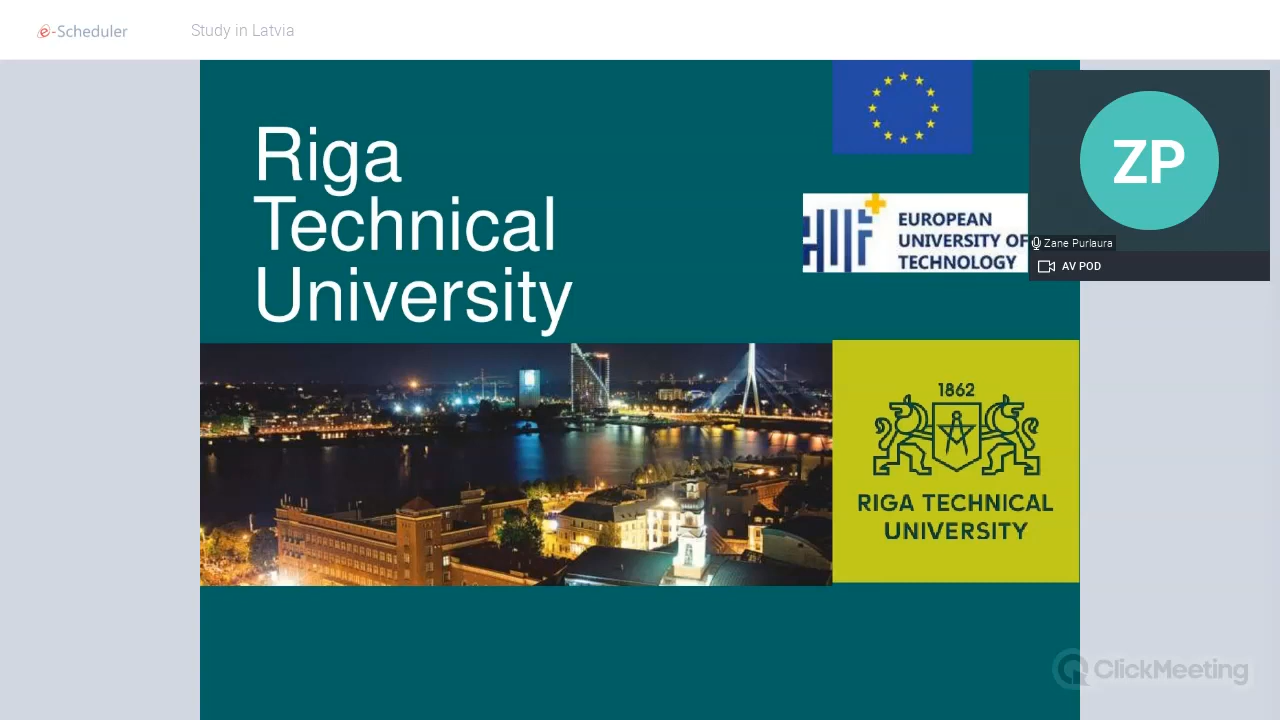 e-Scheduler
Study in Latvia
Riga
Technical
University
EUROPEAN
UNIVERSITY OF
TECHNOLOGY
ZP
Zane Purlaura
AV POD
1862
RIGA TECHNICAL
UNIVERSITY
ClickMeeting